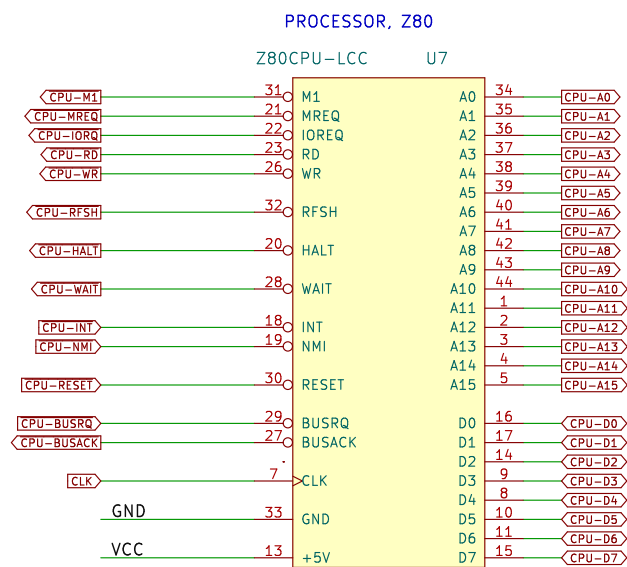 PROCESSOR, Z80
Z80CPU-LCC U7
CPU-M1 31 M1 A0 34 CPU-A0
CPU-MREQ 21 MREQ A1 35 CPU-A1
CPU-IORQ 22 IOREQ A2 36 CPU-A2
CPU-RD 23 RD A3 37 CPU-A3
CPU-WR 26 WR A4 38 CPU-A4
A5 39 CPU-A5
CPU-RFSH 32 RFSH A6 40 CPU-A6
A7 41 CPU-A7
CPU-HALT 20 HALT A8 42 CPU-A8
A9 43 CPU-A9
CPU-WAIT 28 WAIT A10 44 CPU-A10
A11 1 CPU-A11
CPU-INT 18 INT A12 2 CPU-A12
CPU-NMI 19 NMI A13 3 CPU-A13
A14 4 CPU-A14
CPU-RESET 30 RESET A15 5 CPU-A15
CPU-BUSRQ 29 BUSRQ D0 16 CPU-D0
CPU-BUSACK 27 BUSACK D1 17 CPU-D1
D2 14 CPU-D2
CLK 7 CLK D3 9 CPU-D3
D4 8 CPU-D4
GND 33 GND D5 10 CPU-D5
D6 11 CPU-D6
VCC 13 +5V D7 15 CPU-D7